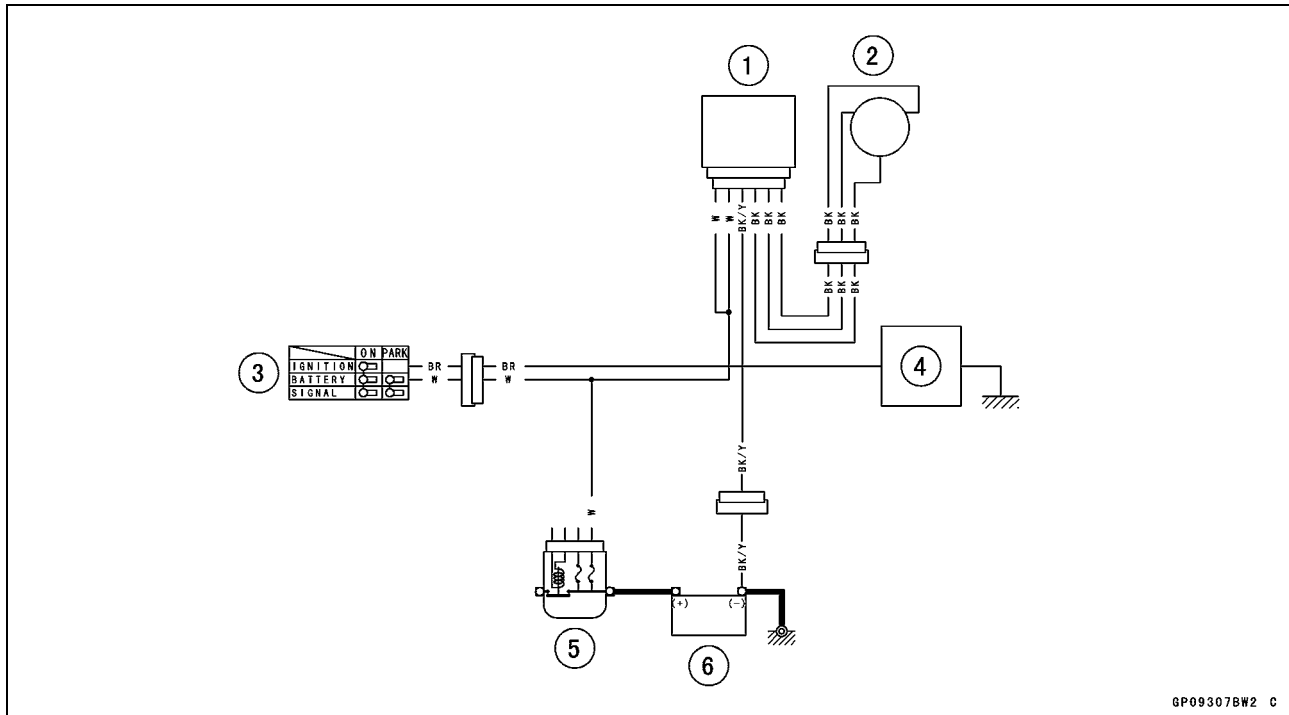 1
2
W
W
BK/Y
BK
BK
BK
BK
BK
BK
BK
BK
BK
3
ON PARK
IGNITION
BATTERY
SIGNAL
BR
W
BR
W
4
BK/Y
W
BK/Y
(+)
(-)
5
6
GP09307BW2 C